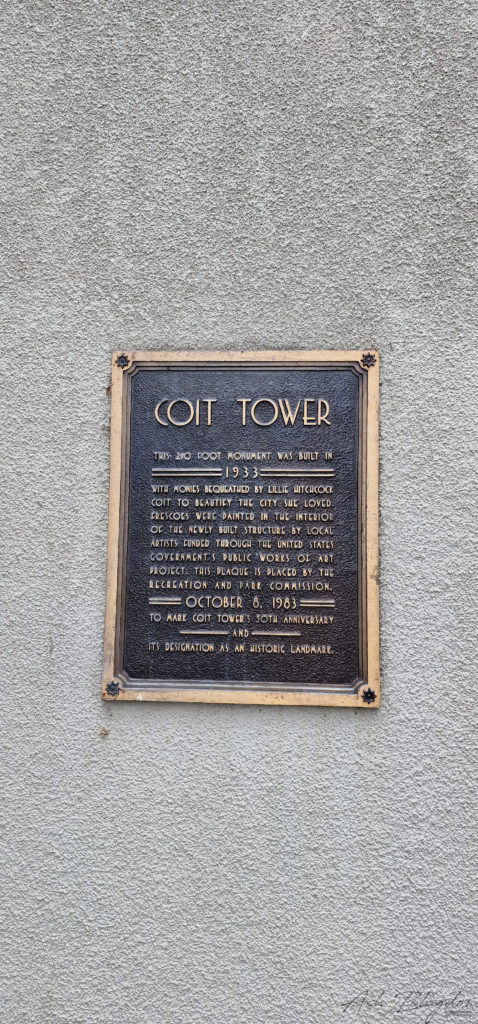 COIT TOWER
THIS 210 FOOT MONUMENT WAS BUILT IN
1933
WITH MONIES BEQUEATHED BY LILLIE HITCHCOCK
COIT TO BEAUTIFY THE CITY SHE LOVED.
FRESCOES WERE PAINTED IN THE INTERIOR
OF THE NEWLY BUILT STRUCTURE BY LOCAL
ARTISTS FUNDED THROUGH THE UNITED STATES
GOVERNMENT'S PUBLIC WORKS OF ART
PROJECT. THIS PLAQUE IS PLACED BY THE
RECREATION AND PARK COMMISSION,
OCTOBER 8, 1983
TO MARK COIT TOWER'S 50TH ANNIVERSARY
AND
ITS DESIGNATION AS AN HISTORIC LANDMARK.